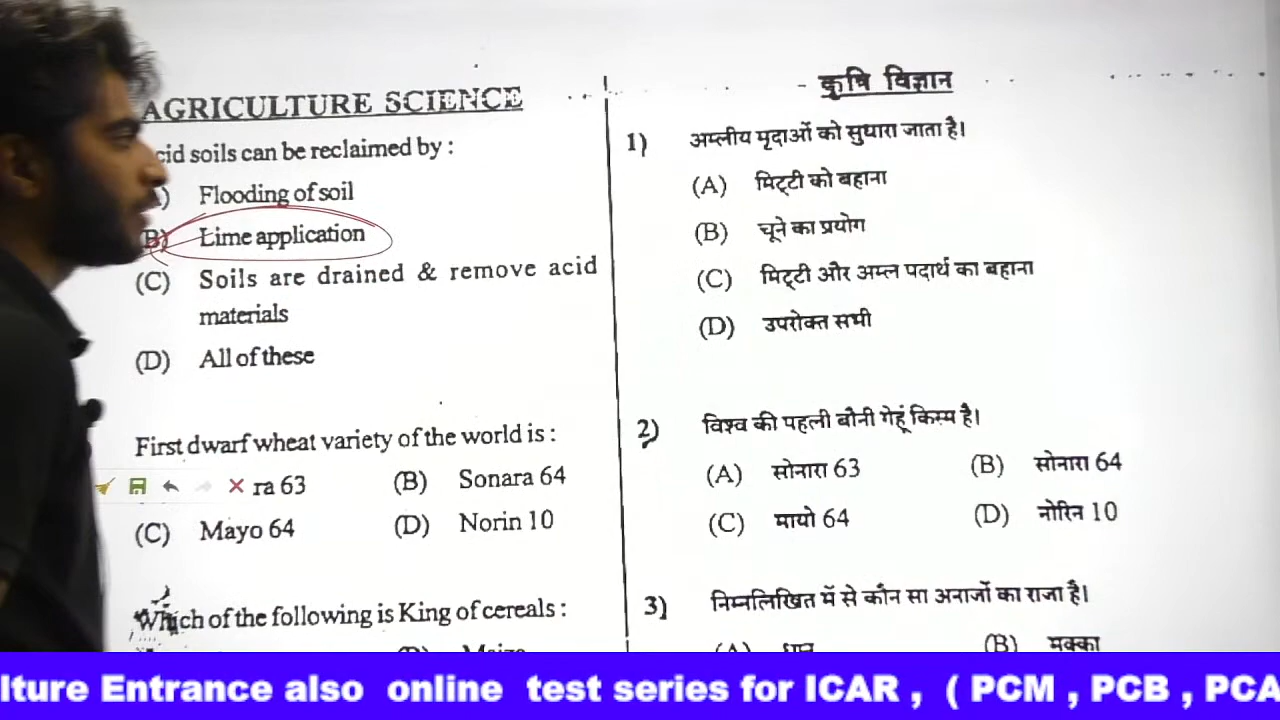 AGRICULTURE SCIENCE
cid soils can be reclaimed by :
) Flooding of soil
(B) Lime application
(C) Soils are drained & remove acid
materials
(D) All of these
First dwarf wheat variety of the world is :
ra 63 (B) Sonara 64
(C) Mayo 64 (D) Norin 10
Which of the following is King of cereals :
कृषि विज्ञान
1) अम्लीय मृदाओं को सुधारा जाता है।
(A) मिट्टी को बहाना
(B) चूने का प्रयोग
(C) मिट्टी और अम्ल पदार्थ का बहाना
(D) उपरोक्त सभी
2) विश्व की पहली बौनी गेहूं किस्म है।
(A) सोनारा 63 (B) सोनारा 64
(C) मायो 64 (D) नोरिन 10
3) निम्नलिखित में से कौन सा अनाजों का राजा है।
(B) मक्का
lture Entrance also online test series for ICAR , ( PCM , PCB , PCA